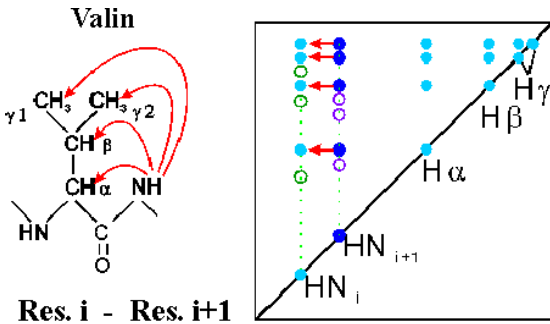 Valin
CH₃ CH₃
γ1 γ2
CH β
CH α NH
HN C
O
Res. i - Res. i+1
Hγ
Hβ
Hα
HN i+1
HN i